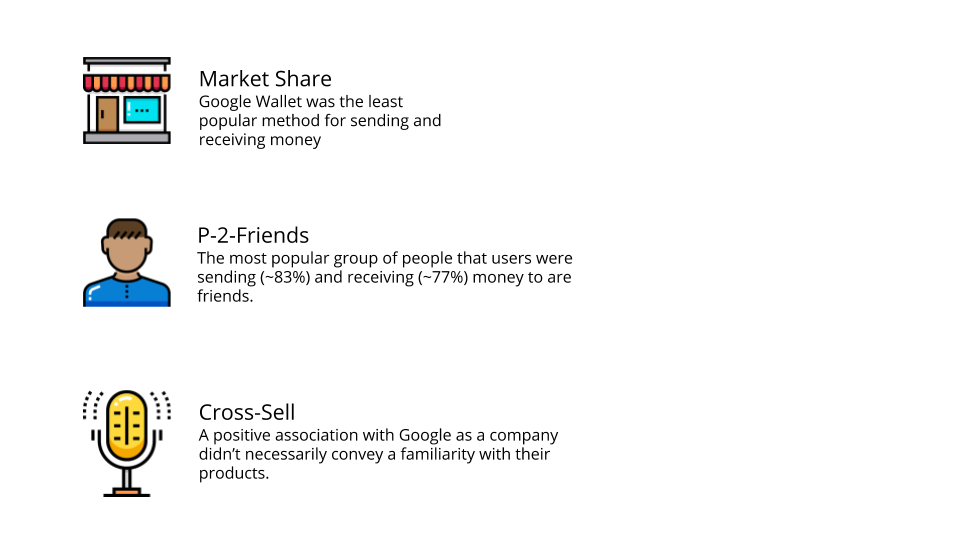 Market Share
Google Wallet was the least
popular method for sending and
receiving money
P-2-Friends
The most popular group of people that users were
sending (~83%) and receiving (~77%) money to are
friends.
Cross-Sell
A positive association with Google as a company
didn’t necessarily convey a familiarity with their
products.